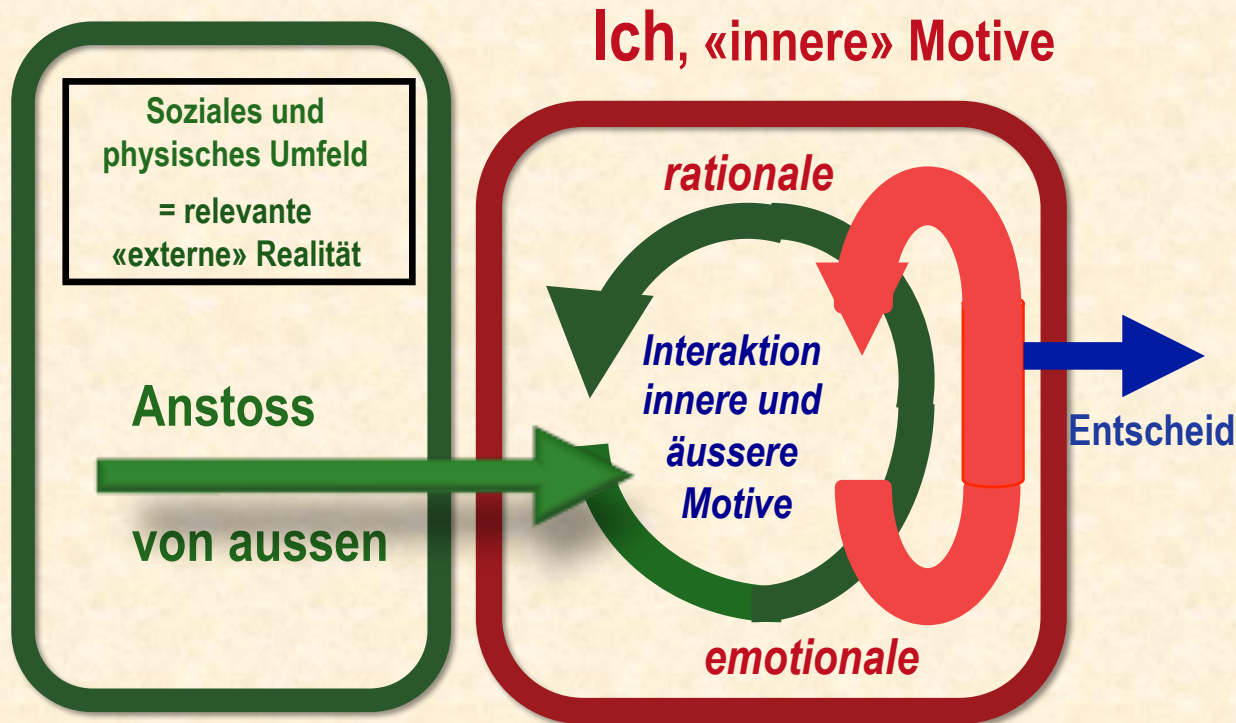 Ich, «innere» Motive
Soziales und
physisches Umfeld
= relevante
«externe» Realität
Anstoss
von aussen
rationale
Interaktion
innere und
äussere
Motive
emotionale
Entscheid